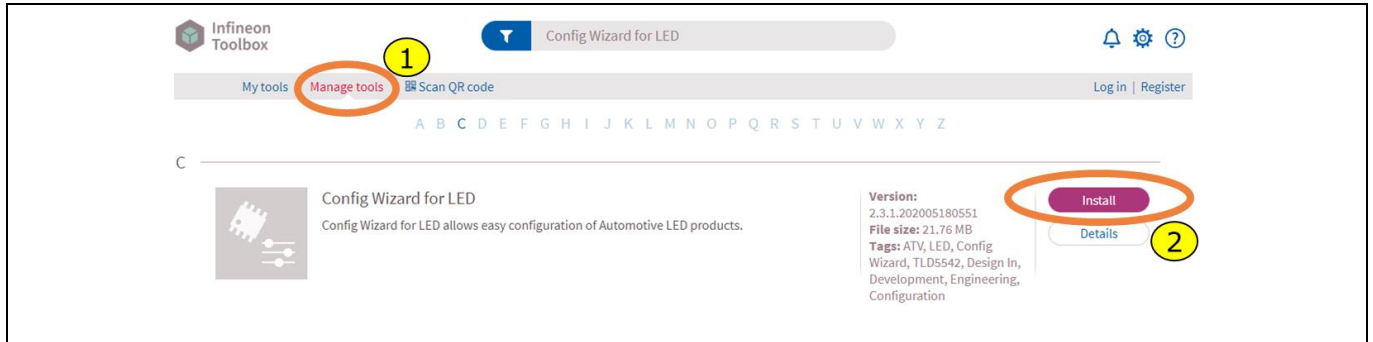 Infineon
Toolbox
Config Wizard for LED
1
My tools Manage tools Scan QR code Log in | Register
A B C D E F G H I J K L M N O P Q R S T U V W X Y Z
C
Config Wizard for LED
Config Wizard for LED allows easy configuration of Automotive LED products.
Version:
2.3.1.202005180551
File size: 21.76 MB
Tags: ATV, LED, Config
Wizard, TLD5542, Design In,
Development, Engineering,
Configuration
Install
Details
2